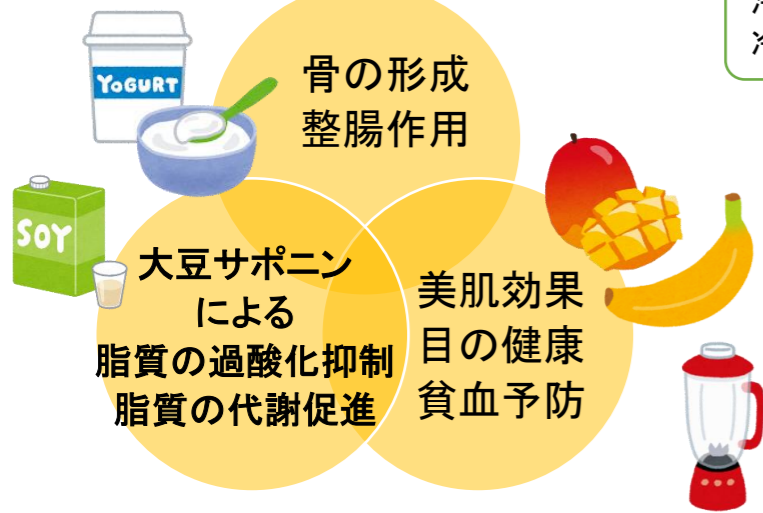 YOGURT
骨の形成
整腸作用
SOY
大豆サポニン
による
脂質の過酸化抑制
脂質の代謝促進
美肌効果
目の健康
貧血予防